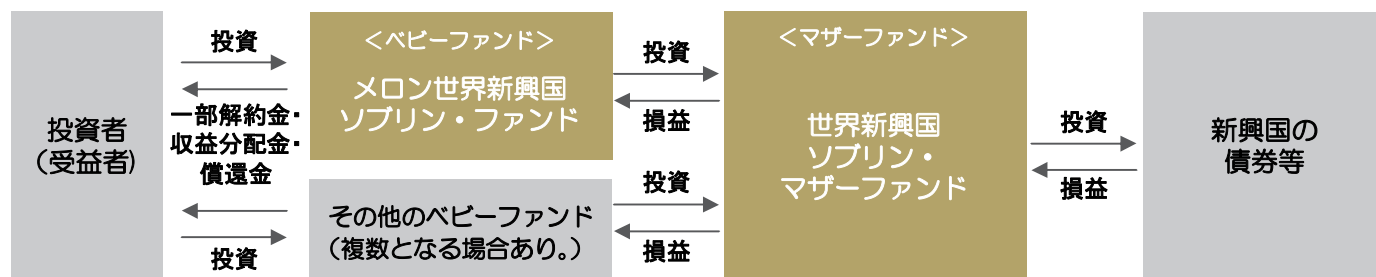 投資者
(受益者)
投資
一部解約金・
収益分配金・
償還金
投資
＜ベビーファンド＞
メロン世界新興国
ソブリン・ファンド
その他のベビーファンド
(複数となる場合あり。)
投資
損益
投資
損益
＜マザーファンド＞
世界新興国
ソブリン・
マザーファンド
投資
損益
新興国の
債券等